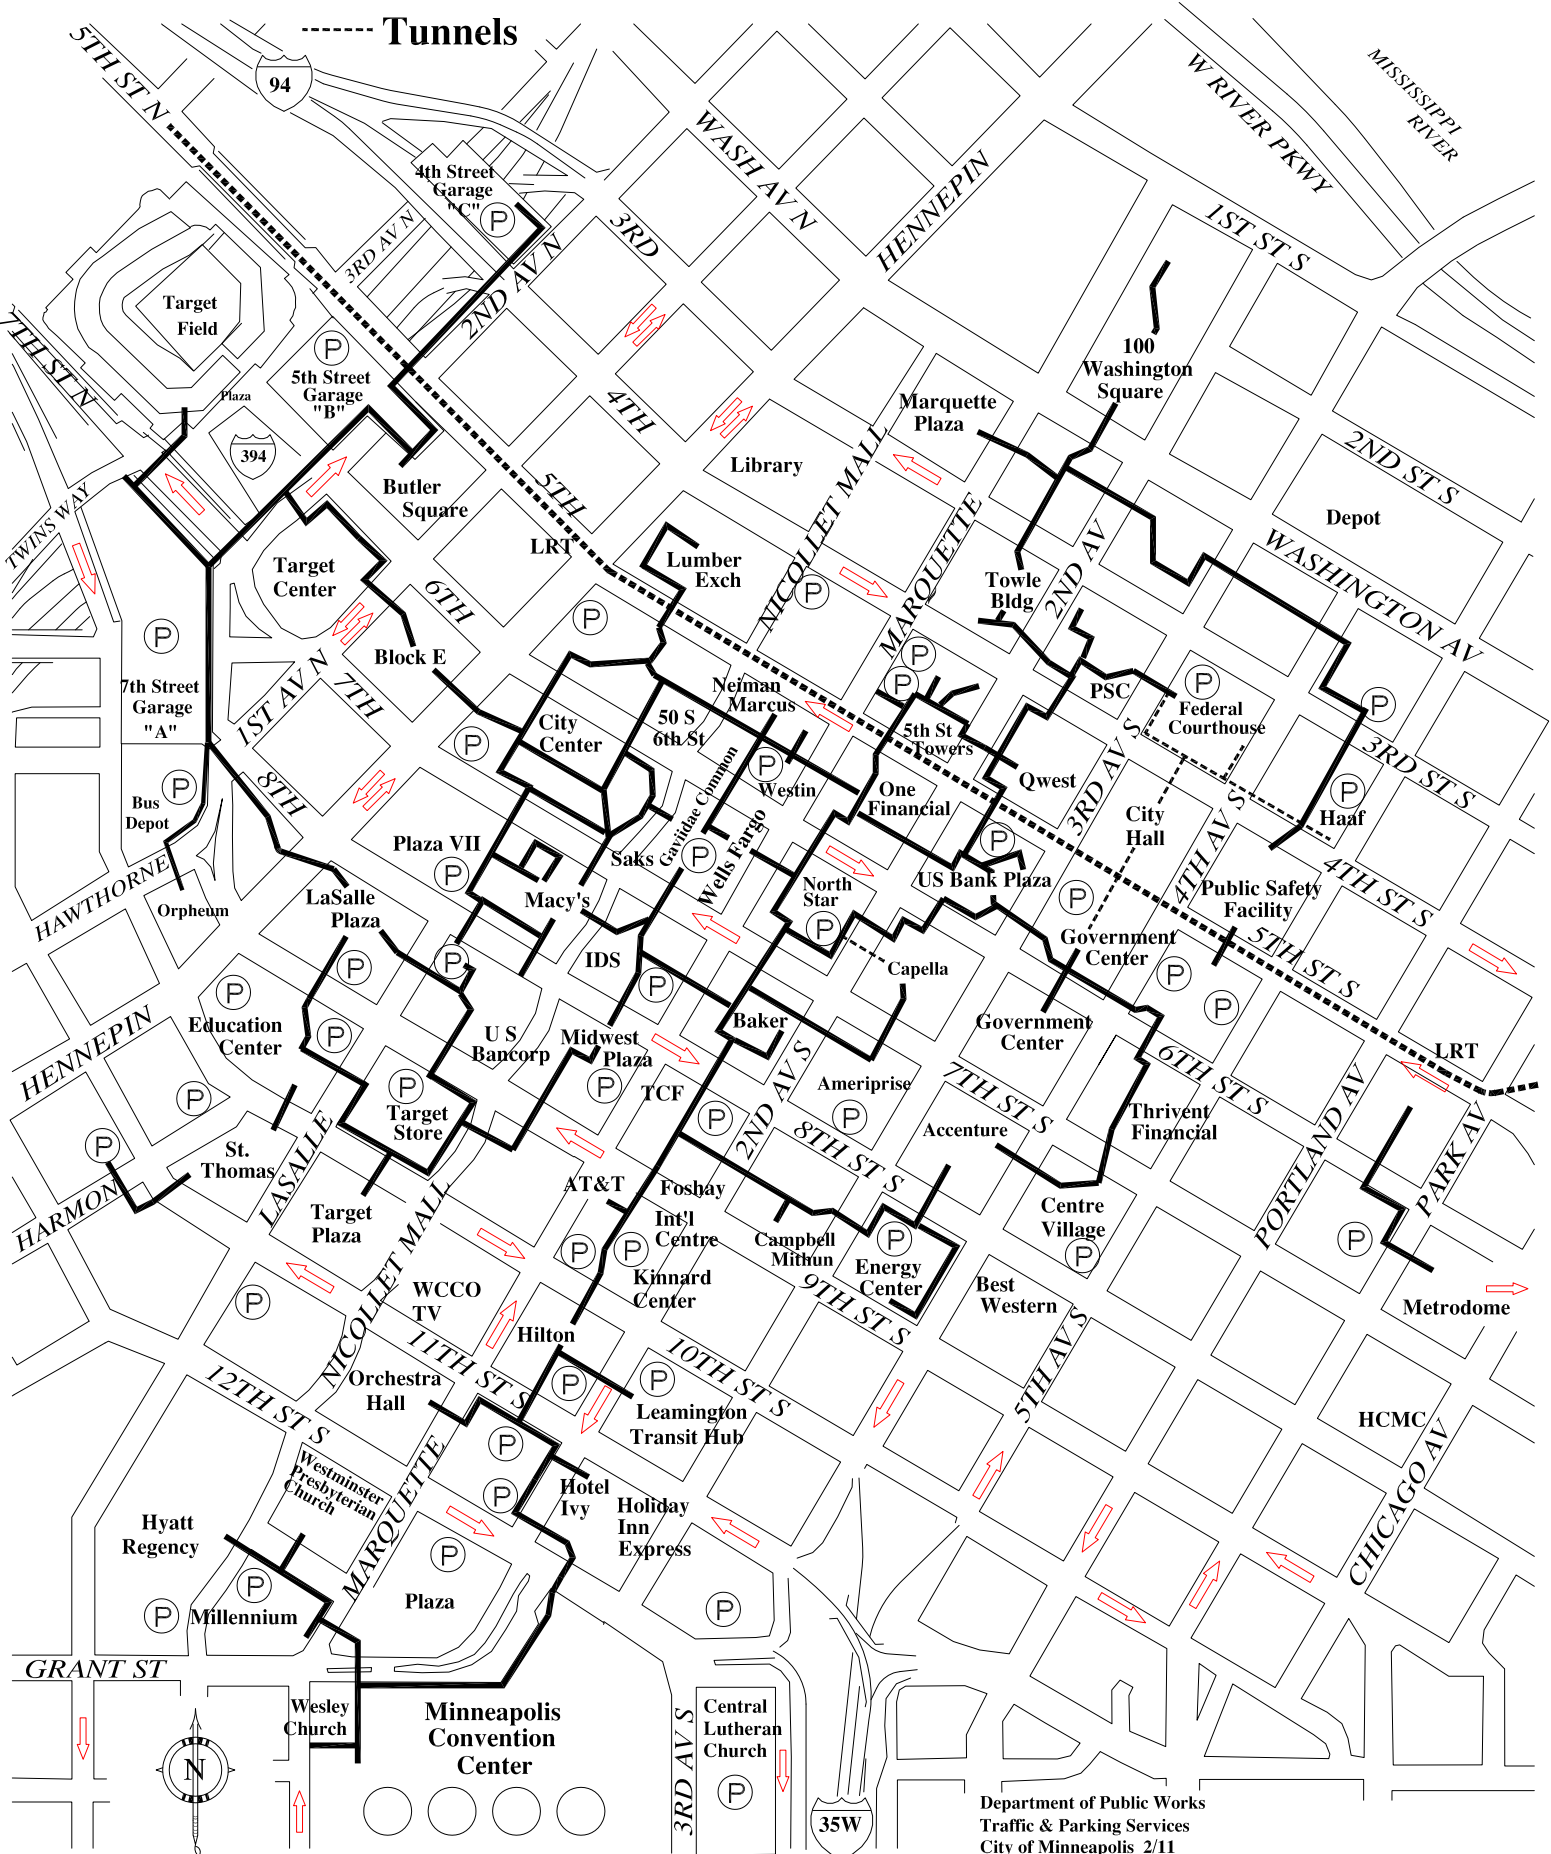 Tunnels
5TH ST N
94
MISSISSIPPI
RIVER
W RIVER PKWY
WASH AV N
HENNEPIN
1ST ST S
4th Street
Garage
"C"
P
3RD AV N
2ND AV N
3RD
Target
Field
7TH ST N
P
5th Street
Garage
"B"
Plaza
394
Butler
Square
4TH
5TH
LRT
Library
NICOLLET MALL
Marquette
Plaza
100
Washington
Square
2ND ST S
Depot
WASHINGTON AV
TWINS WAY
Target
Center
6TH
Block E
Lumber
Exch
P
P
MARQUETTE
Towle
Bldg
2ND AV
P
7th Street
Garage
"A"
1ST AV N
7TH
8TH
P
Bus
Depot
HAWTHORNE
Orpheum
City
Center
P
50 S
6th St
Neiman
Marcus
P
P
5th St
Towers
PSC
P
Federal
Courthouse
P
3RD ST S
P
Westin
Gaviidae Common
One
Financial
Qwest
3RD AV S
City
Hall
4TH AV S
P
Haaf
4TH ST S
Plaza VII
P
Saks
P
Wells Fargo
P
US Bank Plaza
LaSalle
Plaza
Macy's
North
Star
P
P
Public Safety
Facility
5TH ST S
P
P
IDS
P
Capella
Government
Center
P
P
P
Education
Center
P
U S
Bancorp
Midwest
Plaza
P
Baker
Government
Center
6TH ST S
LRT
HENNEPIN
P
P
Target
Store
TCF
P
2ND AV S
Ameriprise
P
7TH ST S
Thrivent
Financial
PORTLAND AV
PARK AV
P
St.
Thomas
LASALLE
HARMON
Target
Plaza
NICOLLET MALL
AT&T
Foshay
8TH ST S
Accenture
Centre
Village
P
P
Int'l
Centre
P
P
Campbell
Mithun
P
Energy
Center
Kinnard
Center
9TH ST S
Best
Western
Metrodome
P
WCCO
TV
NICOLLET MALL
11TH ST S
Hilton
10TH ST S
5TH AV S
12TH ST S
Orchestra
Hall
P
P
Leamington
Transit Hub
HCMC
CHICAGO AV
P
P
MARQUETTE
Westminster
Presbyterian
Church
Hotel
Ivy
Holiday
Inn
Express
Hyatt
Regency
P
P
Millennium
P
Plaza
P
GRANT ST
Wesley
Church
Minneapolis
Convention
Center
3RD AV S
Central
Lutheran
Church
P
N
35W
Department of Public Works
Traffic & Parking Services
City of Minneapolis 2/11